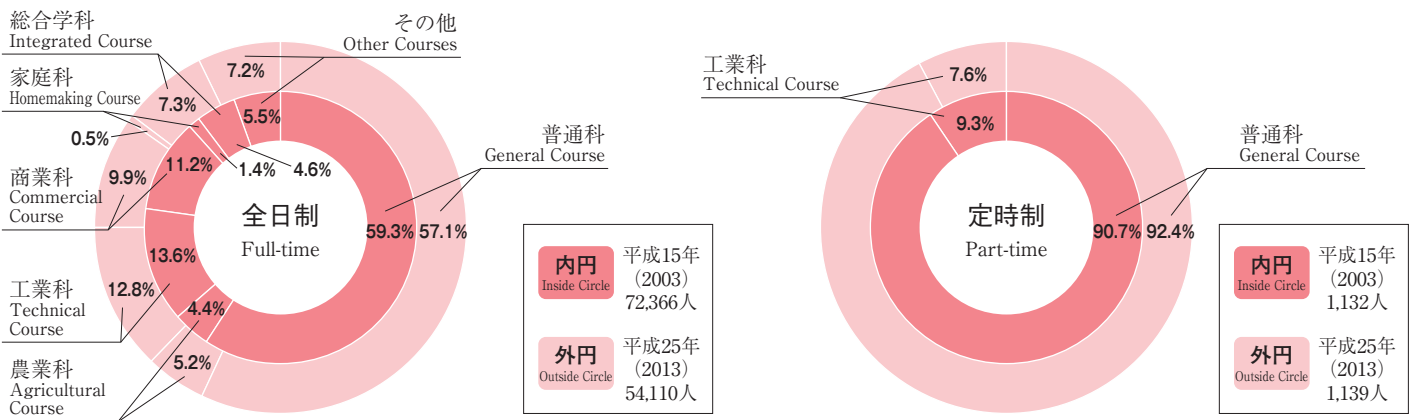 総合学科
Integrated Course
家庭科
Homemaking Course
商業科
Commercial
Course
工業科
Technical
Course
農業科
Agricultural
Course
その他
Other Courses
普通科
General Course
7.2%
7.3%
0.5%
9.9%
12.8%
5.2%
57.1%
5.5%
4.6%
1.4%
11.2%
13.6%
4.4%
59.3%
全日制
Full-time
内円
Inside Circle
平成15年
(2003)
72,366人
外円
Outside Circle
平成25年
(2013)
54,110人
工業科
Technical Course
普通科
General Course
7.6%
9.3%
90.7%
92.4%
定時制
Part-time
内円
Inside Circle
平成15年
(2003)
1,132人
外円
Outside Circle
平成25年
(2013)
1,139人